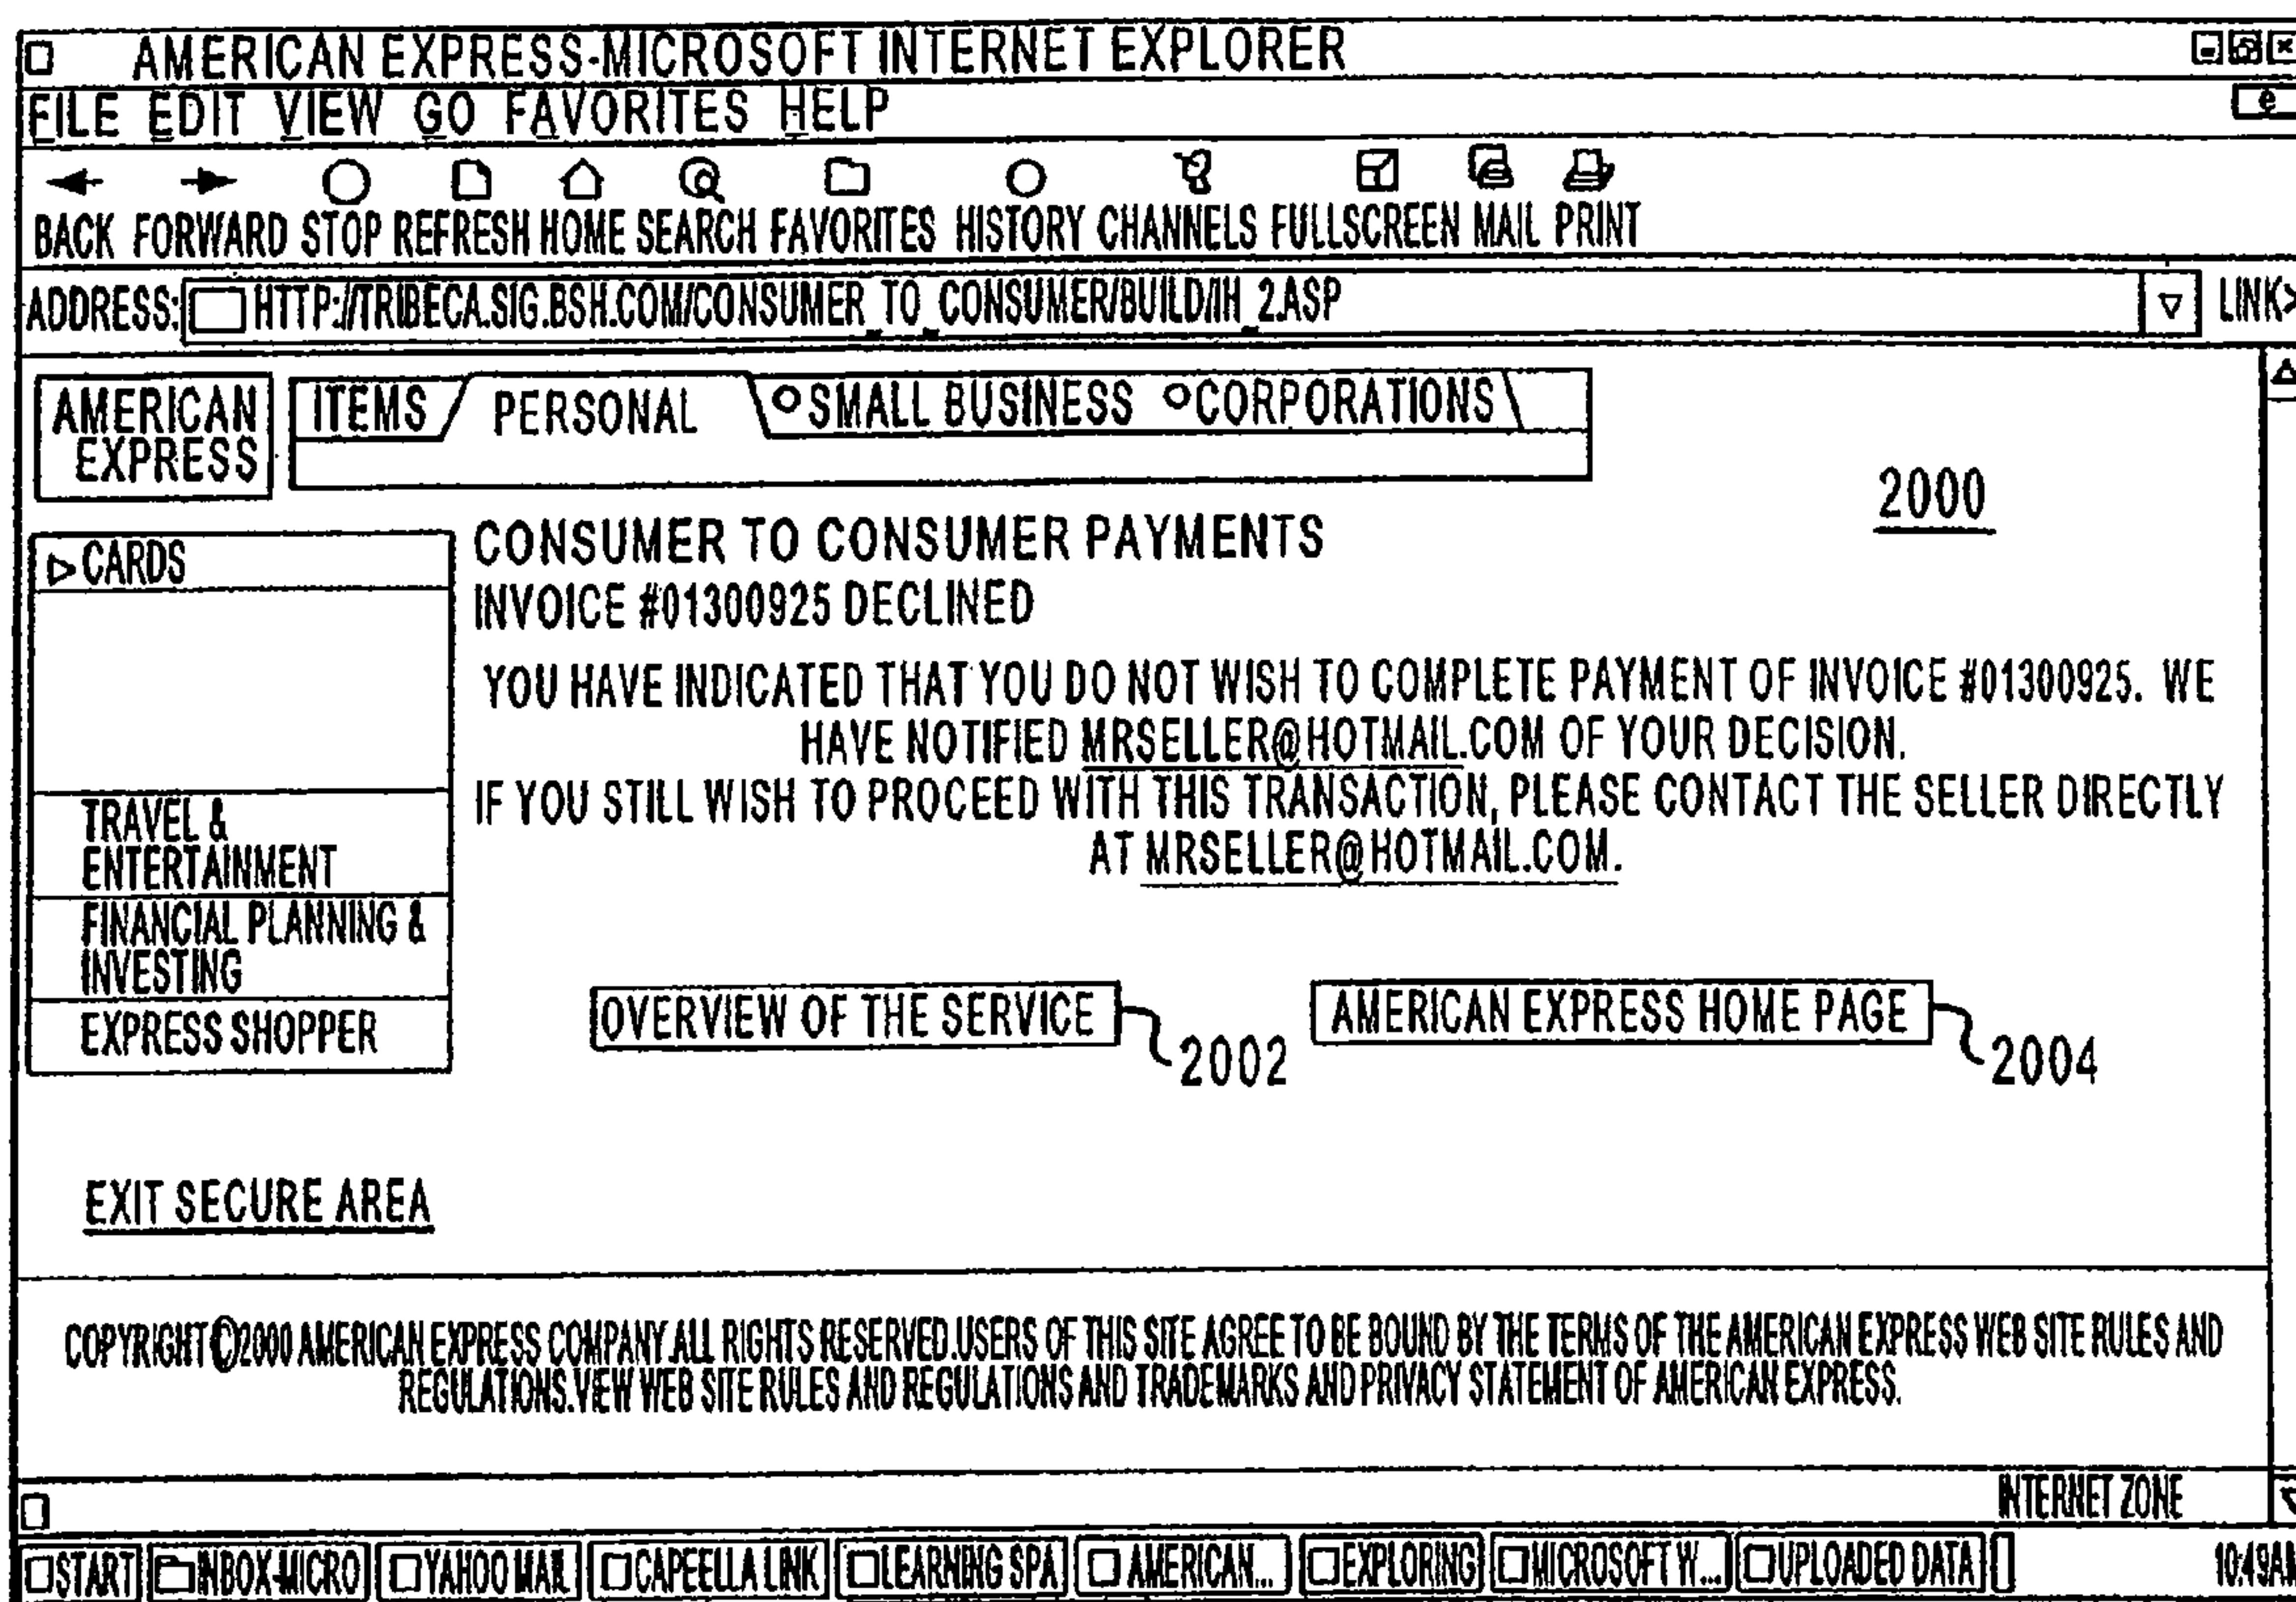 AMERICAN EXPRESS-MICROSOFT INTERNET EXPLORER
FILE EDIT VIEW GO FAVORITES HELP
e
BACK FORWARD STOP REFRESH HOME SEARCH FAVORITES HISTORY CHANNELS FULLSCREEN MAIL PRINT
ADDRESS: HTTP://TRIBECA.SIG.BSH.COM/CONSUMER_TO_CONSUMER/BUILD/IH_2.ASP LINK>
AMERICAN
EXPRESS
ITEMS PERSONAL SMALL BUSINESS CORPORATIONS
2000
CARDS
TRAVEL &
ENTERTAINMENT
FINANCIAL PLANNING &
INVESTING
EXPRESS SHOPPER
CONSUMER TO CONSUMER PAYMENTS
INVOICE #01300925 DECLINED
YOU HAVE INDICATED THAT YOU DO NOT WISH TO COMPLETE PAYMENT OF INVOICE #01300925. WE
HAVE NOTIFIED MRSELLER@HOTMAIL.COM OF YOUR DECISION.
IF YOU STILL WISH TO PROCEED WITH THIS TRANSACTION, PLEASE CONTACT THE SELLER DIRECTLY
AT MRSELLER@HOTMAIL.COM.
OVERVIEW OF THE SERVICE 2002 AMERICAN EXPRESS HOME PAGE 2004
EXIT SECURE AREA
COPYRIGHT©2000 AMERICAN EXPRESS COMPANY.ALL RIGHTS RESERVED.USERS OF THIS SITE AGREE TO BE BOUND BY THE TERMS OF THE AMERICAN EXPRESS WEB SITE RULES AND
REGULATIONS.VIEW WEB SITE RULES AND REGULATIONS AND TRADEMARKS AND PRIVACY STATEMENT OF AMERICAN EXPRESS.
INTERNET ZONE
START INBOX-MICRO YAHOO MAIL CAPEELLA LINK LEARNING SPA AMERICAN... EXPLORING MICROSOFT W... UPLOADED DATA 10:49AM